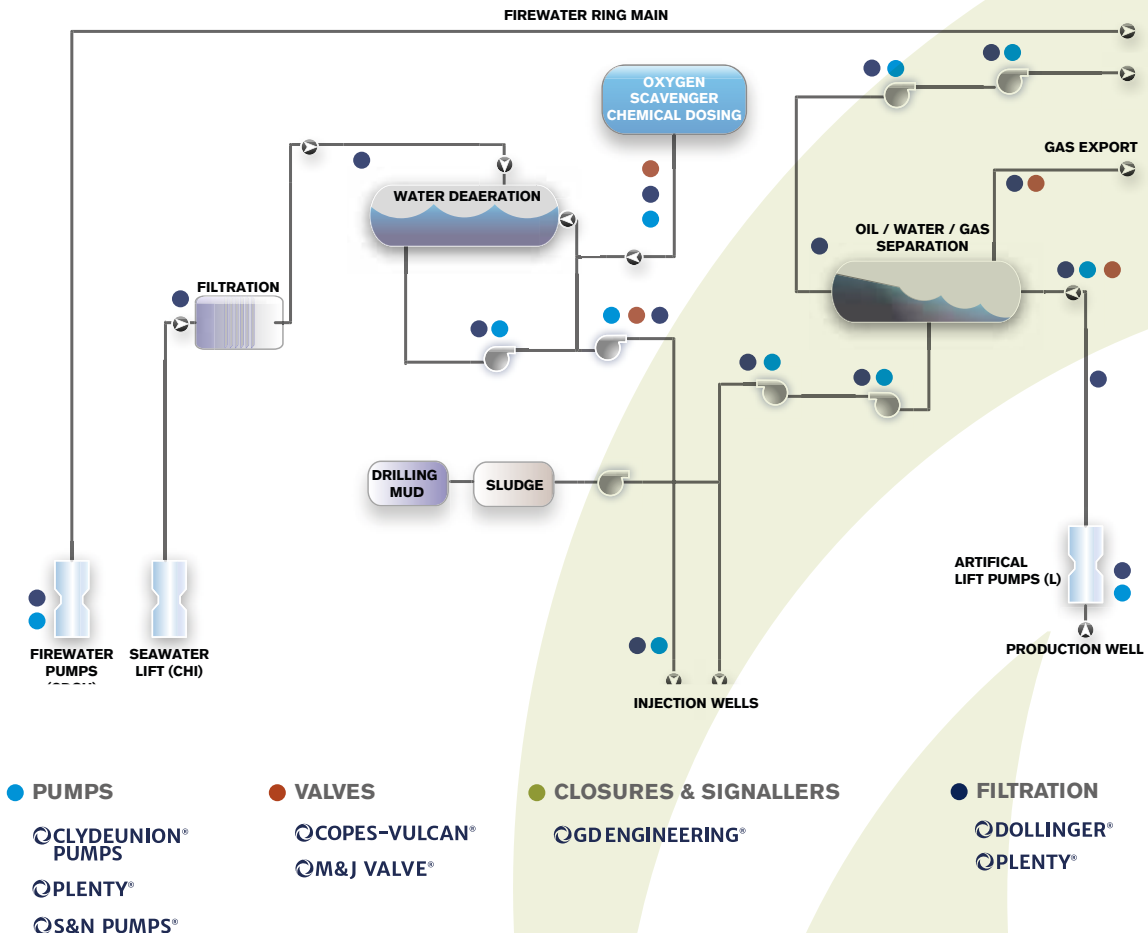 FIREWATER RING MAIN
OXYGEN
SCAVENGER
CHEMICAL DOSING
GAS EXPORT
WATER DEAERATION
OIL / WATER / GAS
SEPARATION
FILTRATION
DRILLING
MUD
SLUDGE
ARTIFICAL
LIFT PUMPS (L)
FIREWATER
PUMPS
SEAWATER
LIFT (CHI)
PRODUCTION WELL
INJECTION WELLS
PUMPS
CLYDEUNION®
PUMPS
PLENTY®
S&N PUMPS®
VALVES
COPES-VULCAN®
M&J VALVE®
CLOSURES & SIGNALLERS
GD ENGINEERING®
FILTRATION
DOLLINGER®
PLENTY®